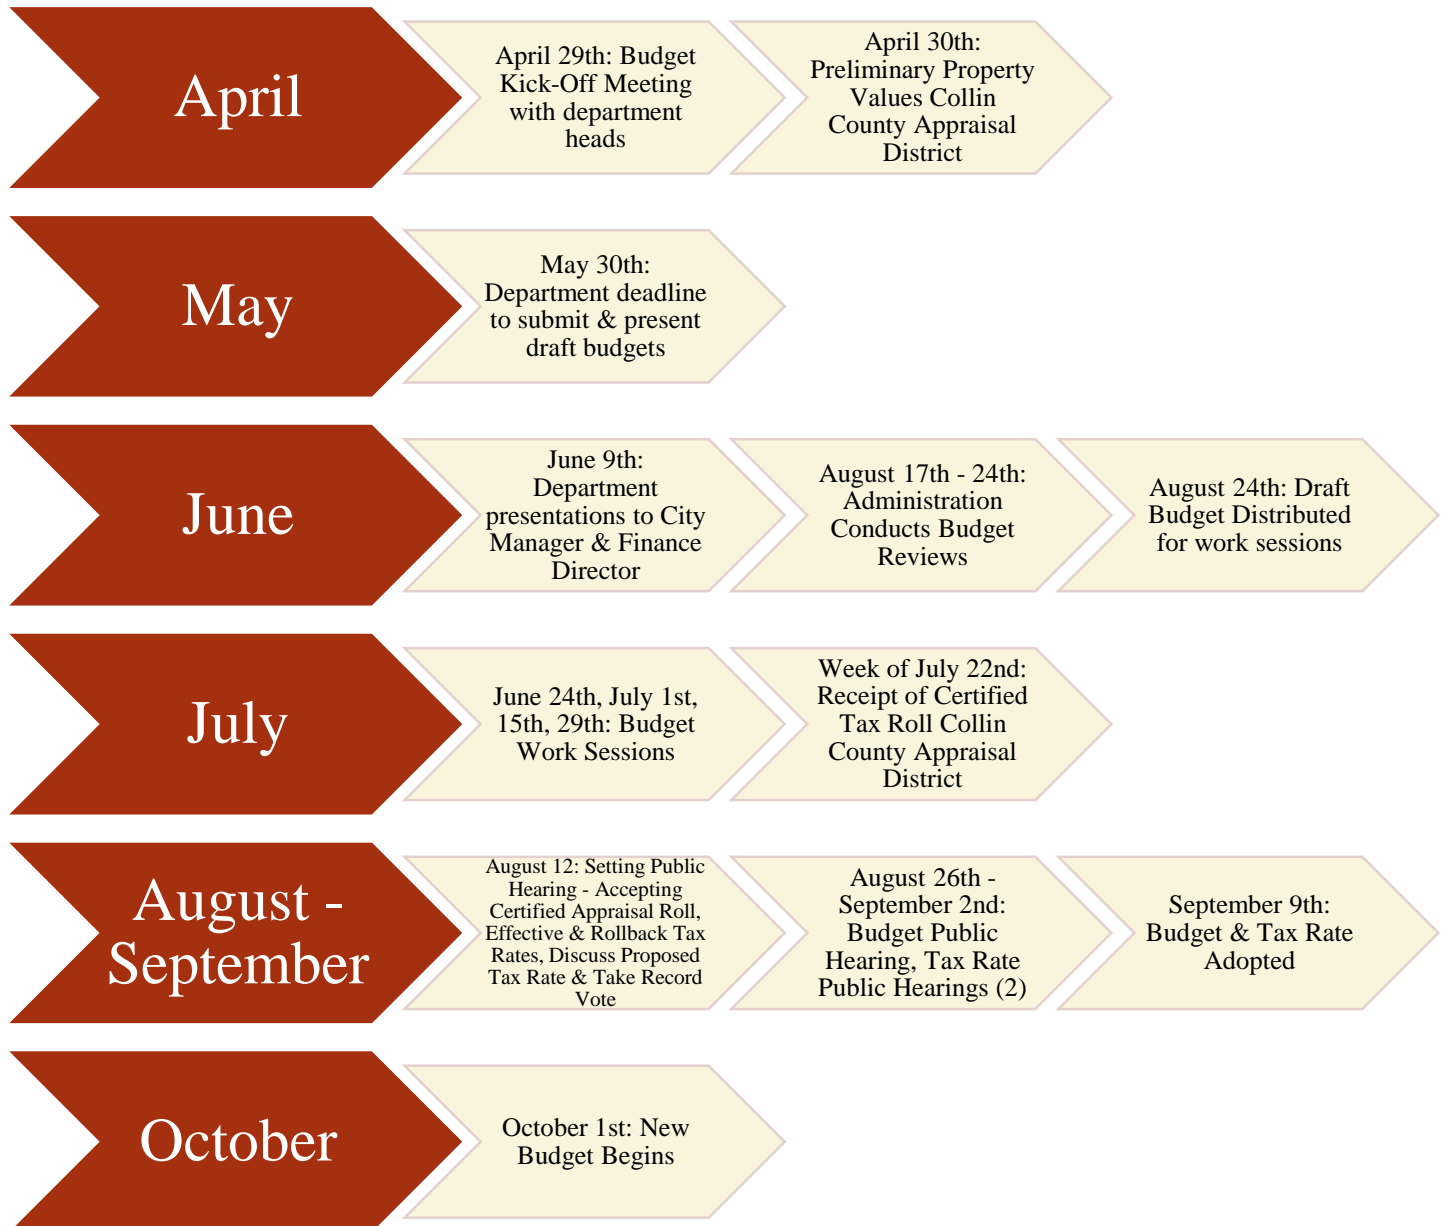 April
April 29th: Budget
Kick-Off Meeting
with department
heads
April 30th:
Preliminary Property
Values Collin
County Appraisal
District
May
May 30th:
Department deadline
to submit & present
draft budgets
June
June 9th:
Department
presentations to City
Manager & Finance
Director
August 17th - 24th:
Administration
Conducts Budget
Reviews
August 24th: Draft
Budget Distributed
for work sessions
July
June 24th, July 1st,
15th, 29th: Budget
Work Sessions
Week of July 22nd:
Receipt of Certified
Tax Roll Collin
County Appraisal
District
August -
September
August 12: Setting Public
Hearing - Accepting
Certified Appraisal Roll,
Effective & Rollback Tax
Rates, Discuss Proposed
Tax Rate & Take Record
Vote
August 26th -
September 2nd:
Budget Public
Hearing, Tax Rate
Public Hearings (2)
September 9th:
Budget & Tax Rate
Adopted
October
October 1st: New
Budget Begins